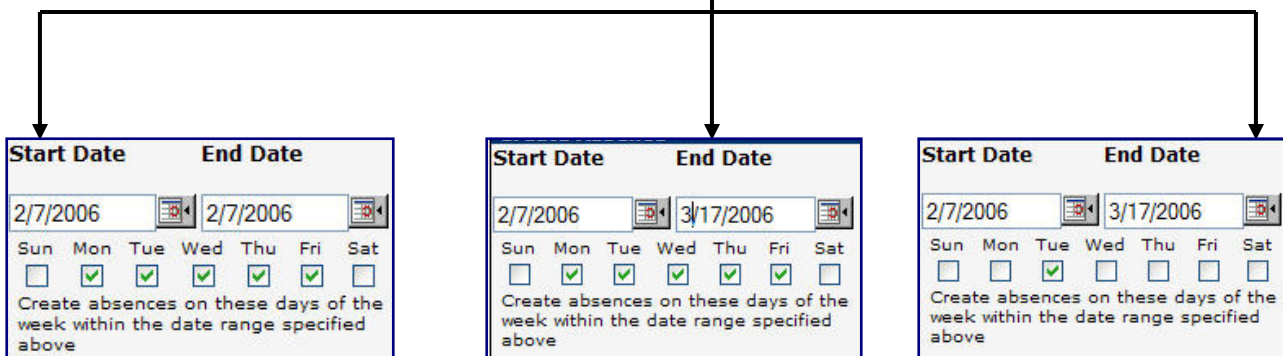 Start Date End Date
2/7/2006 2/7/2006
Sun Mon Tue Wed Thu Fri Sat
Create absences on these days of the
week within the date range specified
above
Start Date End Date
2/7/2006 3/17/2006
Sun Mon Tue Wed Thu Fri Sat
Create absences on these days of the
week within the date range specified
above
Start Date End Date
2/7/2006 3/17/2006
Sun Mon Tue Wed Thu Fri Sat
Create absences on these days of the
week within the date range specified
above